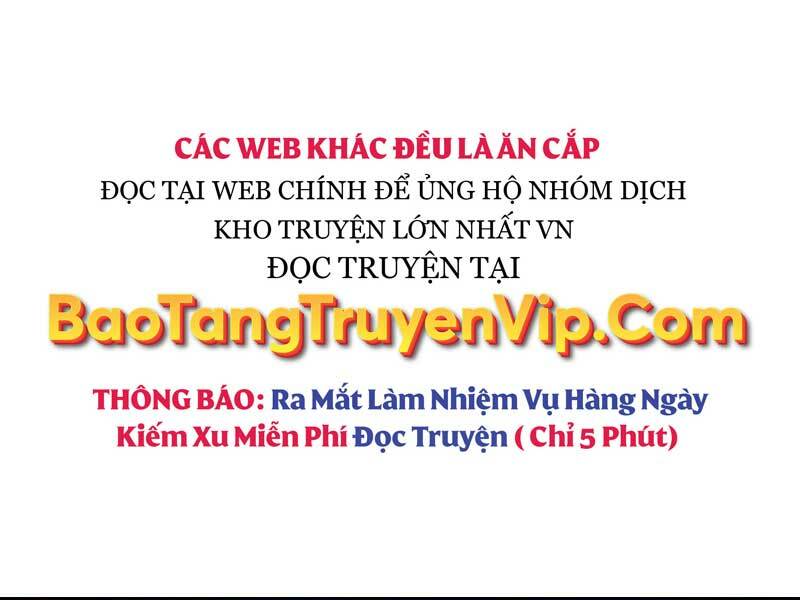 CÁC WEB KHÁC ĐỀU LÀ ĂN CẮP
ĐỌC TẠI WEB CHÍNH ĐỂ ỦNG HỘ NHÓM DỊCH
KHO TRUYỆN LỚN NHẤT VN
ĐỌC TRUYỆN TẠI
BaoTangTruyenVip.Com
THÔNG BÁO: Ra Mắt Làm Nhiệm Vụ Hàng Ngày
Kiếm Xu Miễn Phí Đọc Truyện ( Chỉ 5 Phút)